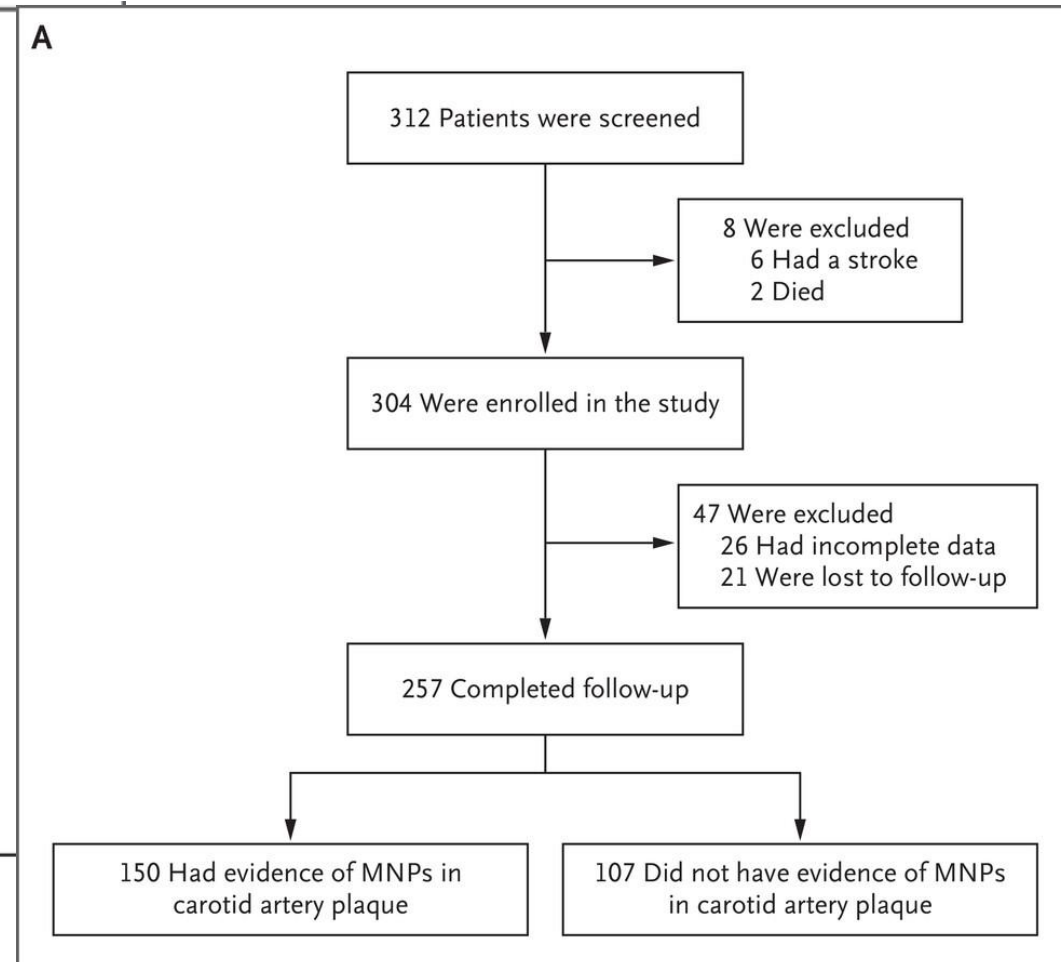 A
312 Patients were screened
8 Were excluded
6 Had a stroke
2 Died
304 Were enrolled in the study
47 Were excluded
26 Had incomplete data
21 Were lost to follow-up
257 Completed follow-up
150 Had evidence of MNPs in
carotid artery plaque
107 Did not have evidence of MNPs
in carotid artery plaque